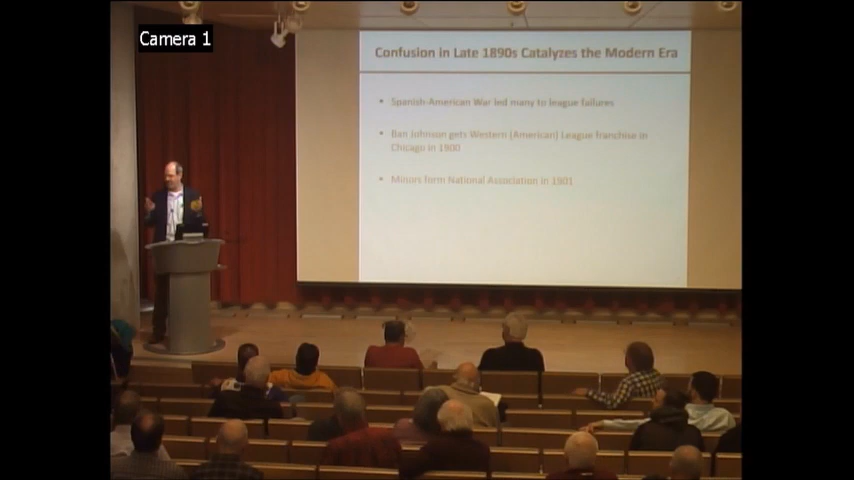 Camera 1
Confusion in Late 1890s Catalyzes the Modern Era
• Spanish-American War led many to league failures
• Ban Johnson gets Western (American) League franchise in
Chicago in 1900
• Minors form National Association in 1901